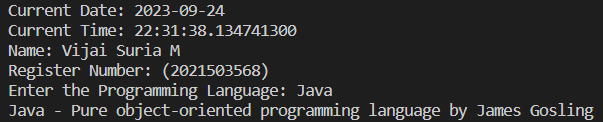 Current Date: 2023-09-24
Current Time: 22:31:38.134741300
Name: Vijai Suria M
Register Number: (2021503568)
Enter the Programming Language: Java
Java - Pure object-oriented programming language by James Gosling